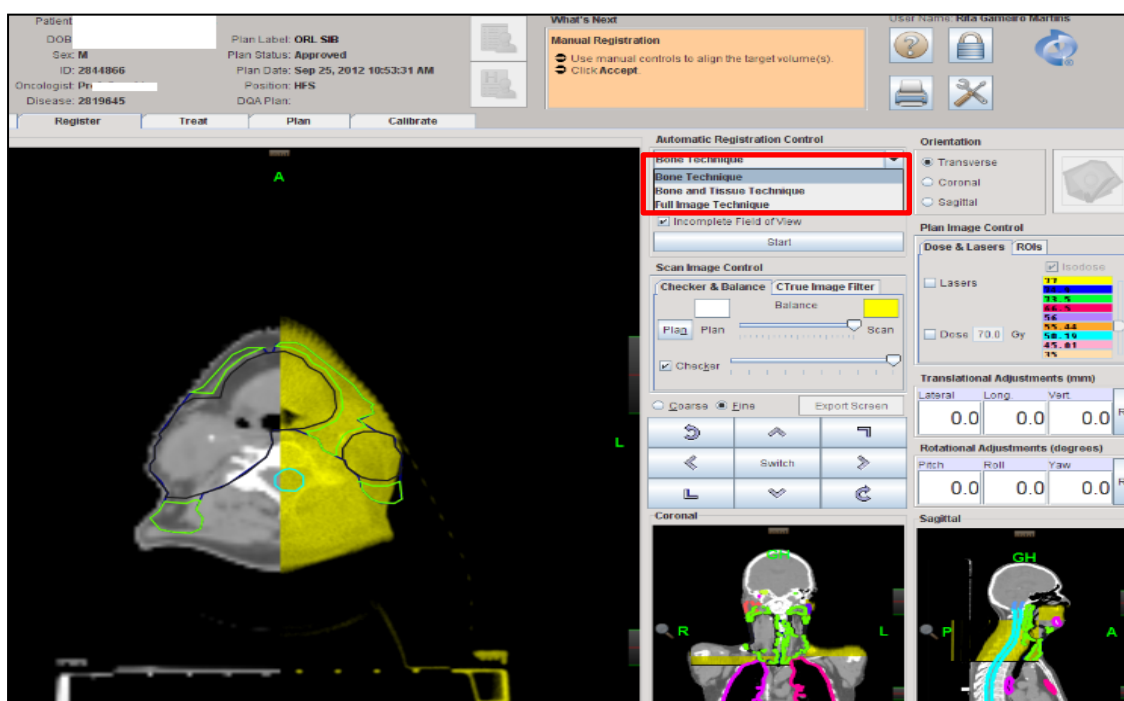 Patient
DOB
Sex: M
ID: 2844866
Oncologist: Pr
Disease: 2819645
Plan Label: ORL SIB
Plan Status: Approved
Plan Date: Sep 25, 2012 10:53:31 AM
Position: HFS
DQA Plan:
What's Next
Manual Registration
Use manual controls to align the target volume(s).
Click Accept.
User Name: Rita Gameiro Martins
Register
Treat
Plan
Calibrate
A
L
Automatic Registration Control
Bone Technique
Bone Technique
Bone and Tissue Technique
Full Image Technique
Incomplete Field of View
Start
Scan Image Control
Checker & Balance
CTrue Image Filter
Balance
Plan
Plan
Scan
Checker
Coarse
Fine
Export Screen
Switch
Orientation
Transverse
Coronal
Sagittal
Plan Image Control
Dose & Lasers
ROIs
Isodose
Lasers
Dose 70.0 Gy
77
73.5
66.5
56
55.44
50.19
45.01
35
Translational Adjustments (mm)
Lateral Long. Vert.
0.0 0.0 0.0
R
Rotational Adjustments (degrees)
Pitch Roll Yaw
0.0 0.0 0.0
R
Coronal
GH
R
L
Sagittal
GH
P
A